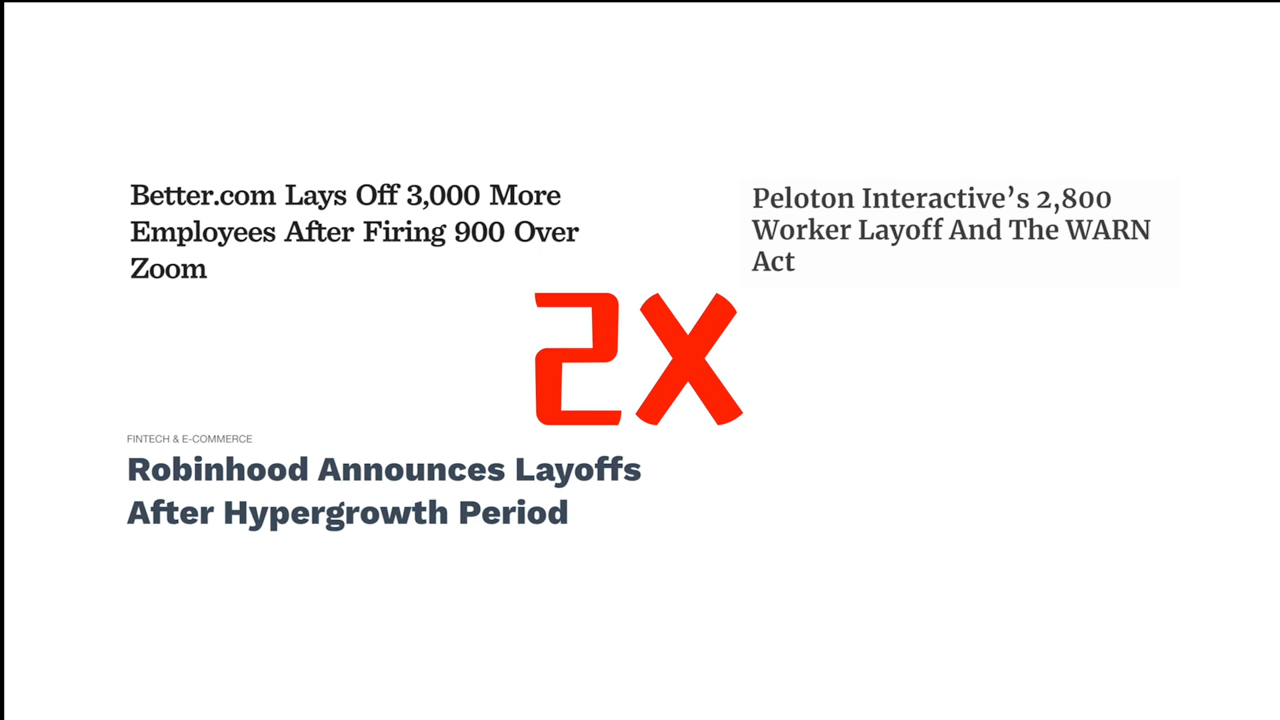 Better.com Lays Off 3,000 More
Employees After Firing 900 Over
Zoom
Peloton Interactive’s 2,800
Worker Layoff And The WARN
Act
2X
FINTECH & E-COMMERCE
Robinhood Announces Layoffs
After Hypergrowth Period